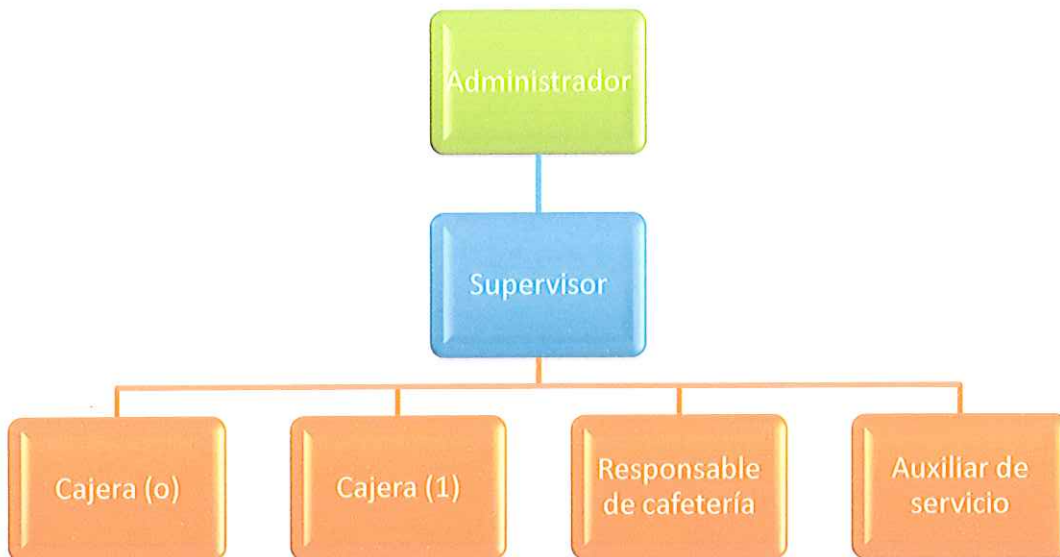 Administrador
Supervisor
Cajera (o)
Cajera (1)
Responsable
de cafetería
Auxiliar de
servicio